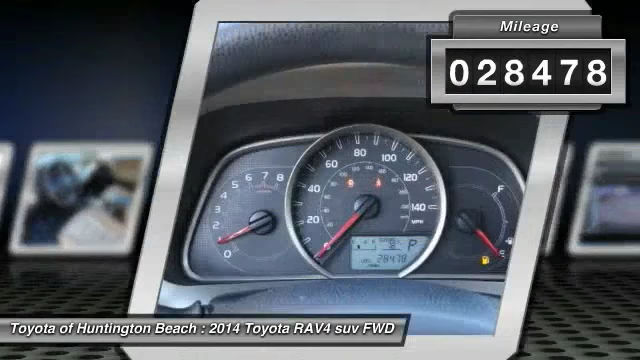 Mileage
028478
80
60 100
40 120
20 140
MPH
5 6 7 8
4
3
2
1
0
F
E
P
28478
Toyota of Huntington Beach : 2014 Toyota RAV4 suv FWD